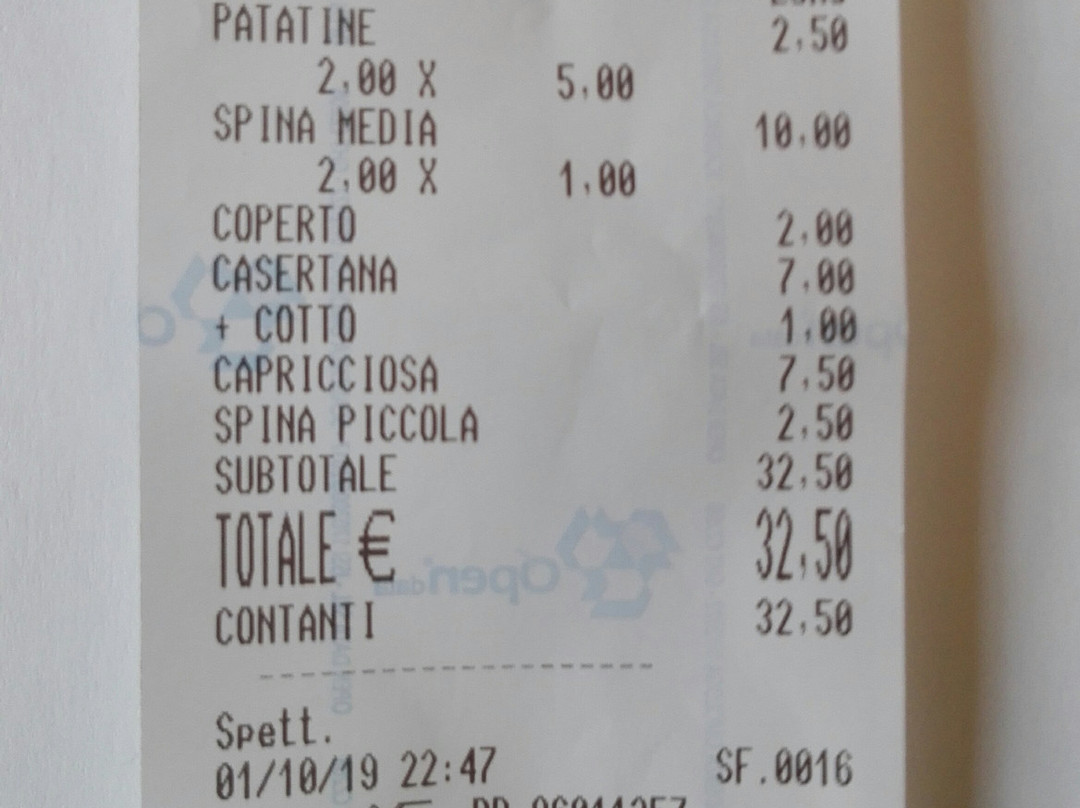 PATATINE 2,50
2,00 X 5,00
SPINA MEDIA 10,00
2,00 X 1,00
COPERTO 2,00
CASERTANA 7,00
+ COTTO 1,00
CAPRICCIOSA 7,50
SPINA PICCOLA 2,50
SUBTOTALE 32,50
TOTALE € 32,50
CONTANTI 32,50
Spett.
01/10/19 22:47 SF.0016
Open data